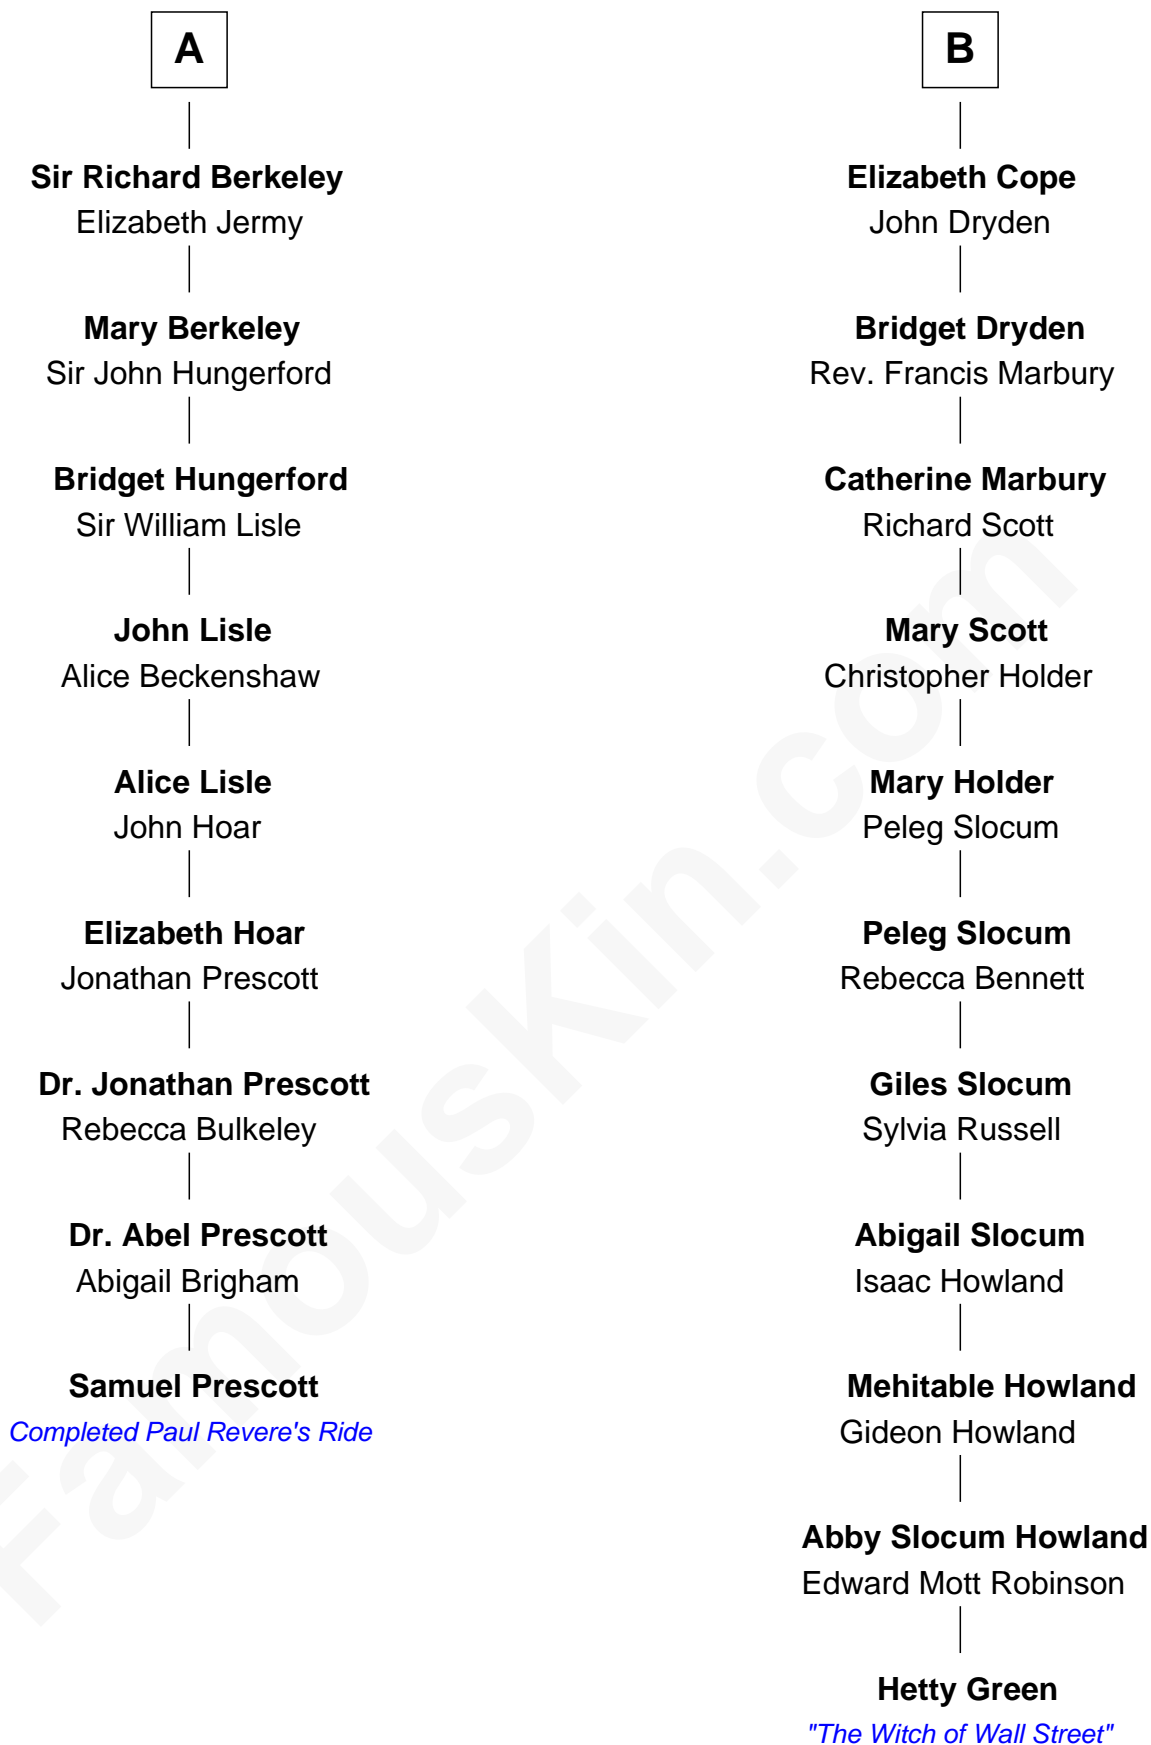 A
Sir Richard Berkeley
Elizabeth Jermy
Mary Berkeley
Sir John Hungerford
Bridget Hungerford
Sir William Lisle
John Lisle
Alice Beckenshaw
Alice Lisle
John Hoar
Elizabeth Hoar
Jonathan Prescott
Dr. Jonathan Prescott
Rebecca Bulkeley
Dr. Abel Prescott
Abigail Brigham
Samuel Prescott
Completed Paul Revere's Ride
B
Elizabeth Cope
John Dryden
Bridget Dryden
Rev. Francis Marbury
Catherine Marbury
Richard Scott
Mary Scott
Christopher Holder
Mary Holder
Peleg Slocum
Peleg Slocum
Rebecca Bennett
Giles Slocum
Sylvia Russell
Abigail Slocum
Isaac Howland
Mehitable Howland
Gideon Howland
Abby Slocum Howland
Edward Mott Robinson
Hetty Green
"The Witch of Wall Street"
FamousKin.com